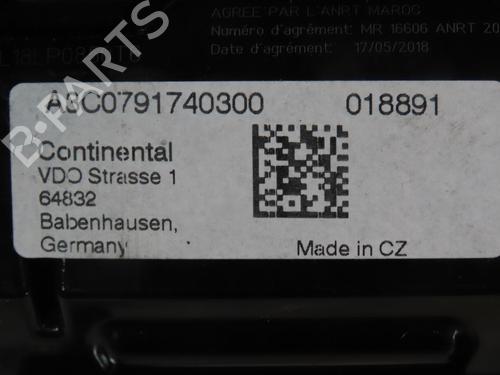 AGREE PAR L'ANRT MAROC
Numéro d'agrément: MR 16606 ANRT 20
Date d'agrément: 17/05/2018
A3C0791740300 018891
Continental
VDO Strasse 1
64832
Babenhausen,
Germany
Made in CZ
B-PARTS